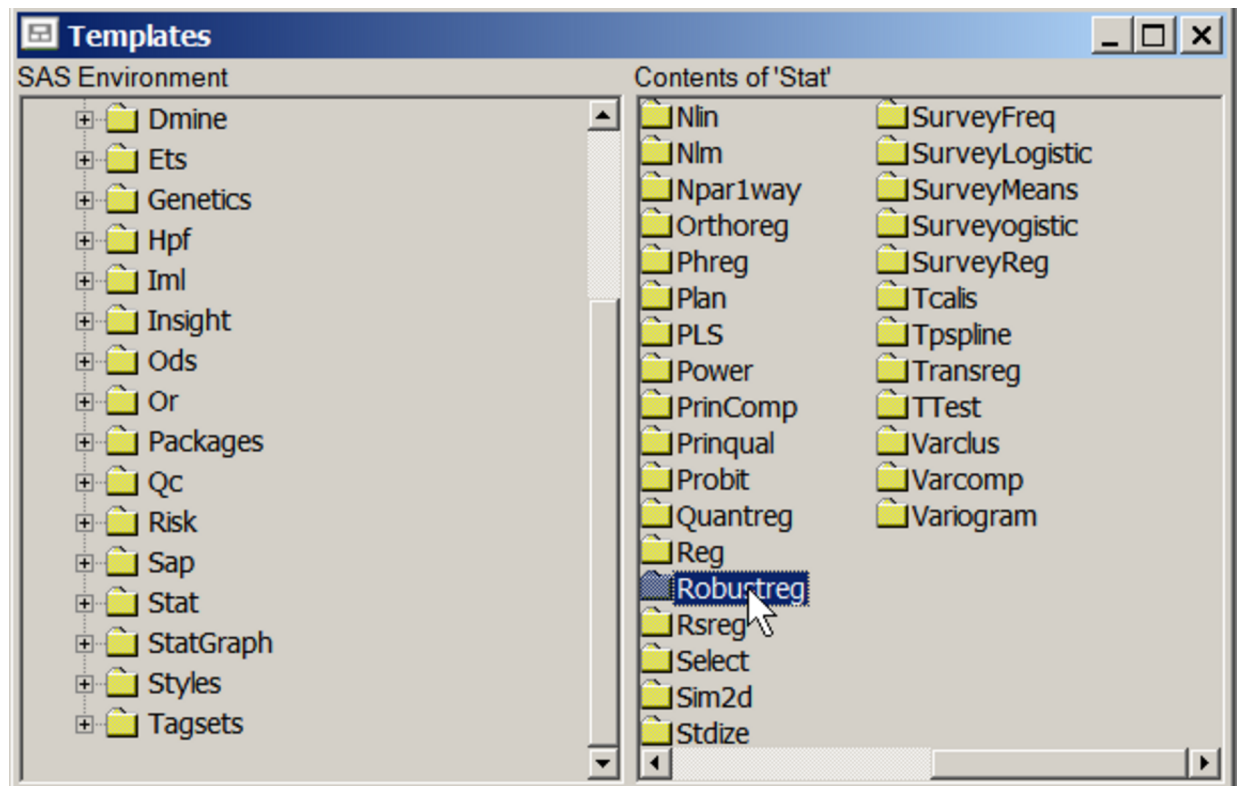 Templates
SAS Environment
Dmine
Ets
Genetics
Hpf
Iml
Insight
Ods
Or
Packages
Qc
Risk
Sap
Stat
StatGraph
Styles
Tagsets
Contents of 'Stat'
Nlin
Nlm
Npar1way
Orthoreg
Phreg
Plan
PLS
Power
PrinComp
Prinqual
Probit
Quantreg
Reg
Robustreg
Rsreg
Select
Sim2d
Stdize
SurveyFreq
SurveyLogistic
SurveyMeans
Surveyogistic
SurveyReg
Tcalis
Tpspline
Transreg
TTest
Varclus
Varcomp
Variogram